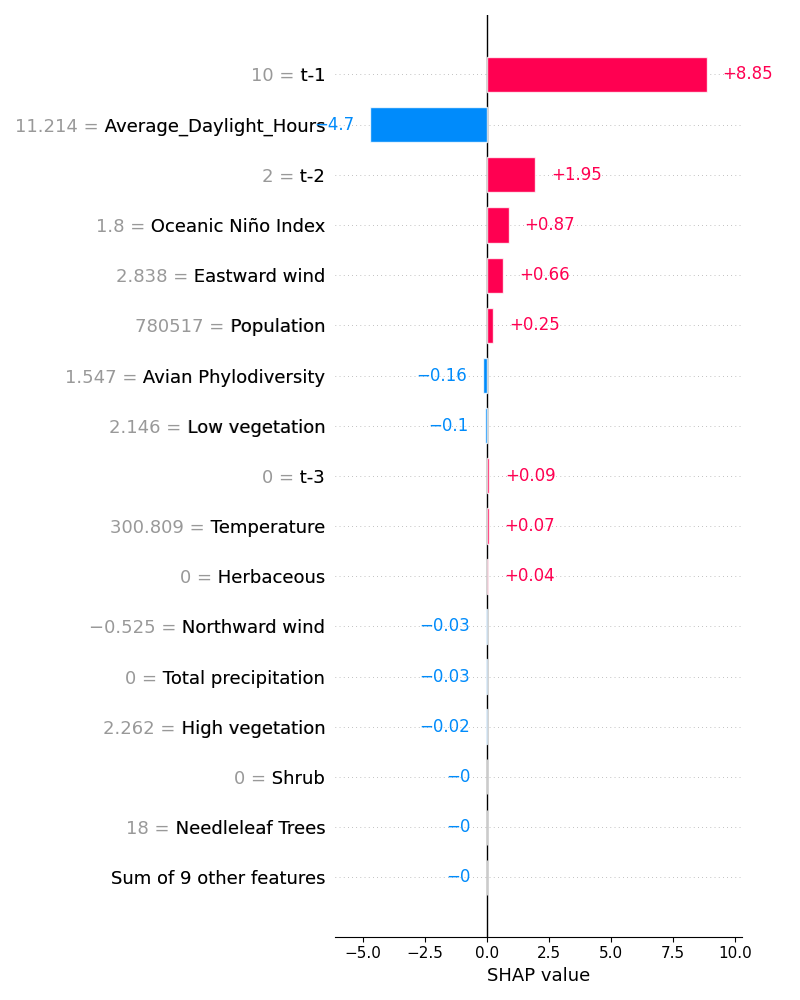 10 = t-1 +8.85
11.214 = Average_Daylight_Hours −4.7
2 = t-2 +1.95
1.8 = Oceanic Niño Index +0.87
2.838 = Eastward wind +0.66
780517 = Population +0.25
1.547 = Avian Phylodiversity −0.16
2.146 = Low vegetation −0.1
0 = t-3 +0.09
300.809 = Temperature +0.07
0 = Herbaceous +0.04
−0.525 = Northward wind −0.03
0 = Total precipitation −0.03
2.262 = High vegetation −0.02
0 = Shrub −0
18 = Needleleaf Trees −0
Sum of 9 other features −0
−5.0 −2.5 0.0 2.5 5.0 7.5 10.0
SHAP value